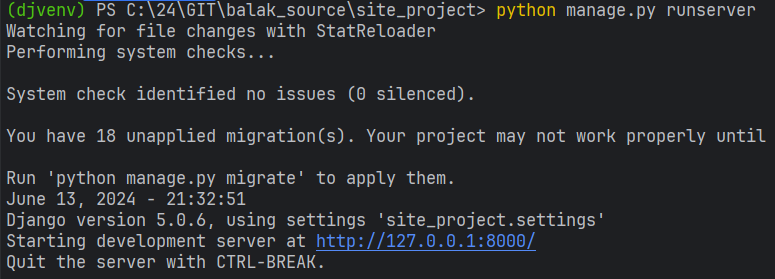 (djvenv) PS C:\24\GIT\balak_source\site_project> python manage.py runserver
Watching for file changes with StatReloader
Performing system checks...
System check identified no issues (0 silenced).
You have 18 unapplied migration(s). Your project may not work properly until
Run 'python manage.py migrate' to apply them.
June 13, 2024 - 21:32:51
Django version 5.0.6, using settings 'site_project.settings'
Starting development server at http://127.0.0.1:8000/
Quit the server with CTRL-BREAK.